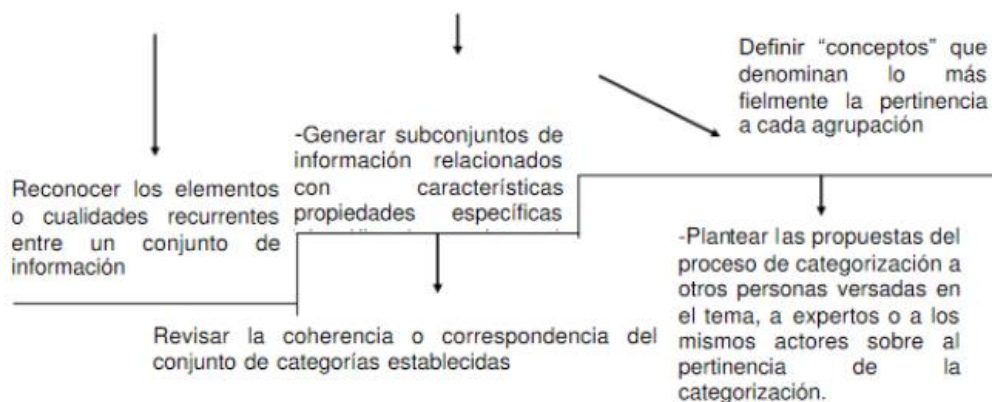 Definir “conceptos” que
denominan lo más
fielmente la pertinencia
a cada agrupación
-Generar subconjuntos de
información relacionados
con características
propiedades específicas
Reconocer los elementos
o cualidades recurrentes
entre un conjunto de
información
-Plantear las propuestas del
proceso de categorización a
otros personas versadas en
el tema, a expertos o a los
mismos actores sobre al
pertinencia de la
categorización.
Revisar la coherencia o correspondencia del
conjunto de categorías establecidas